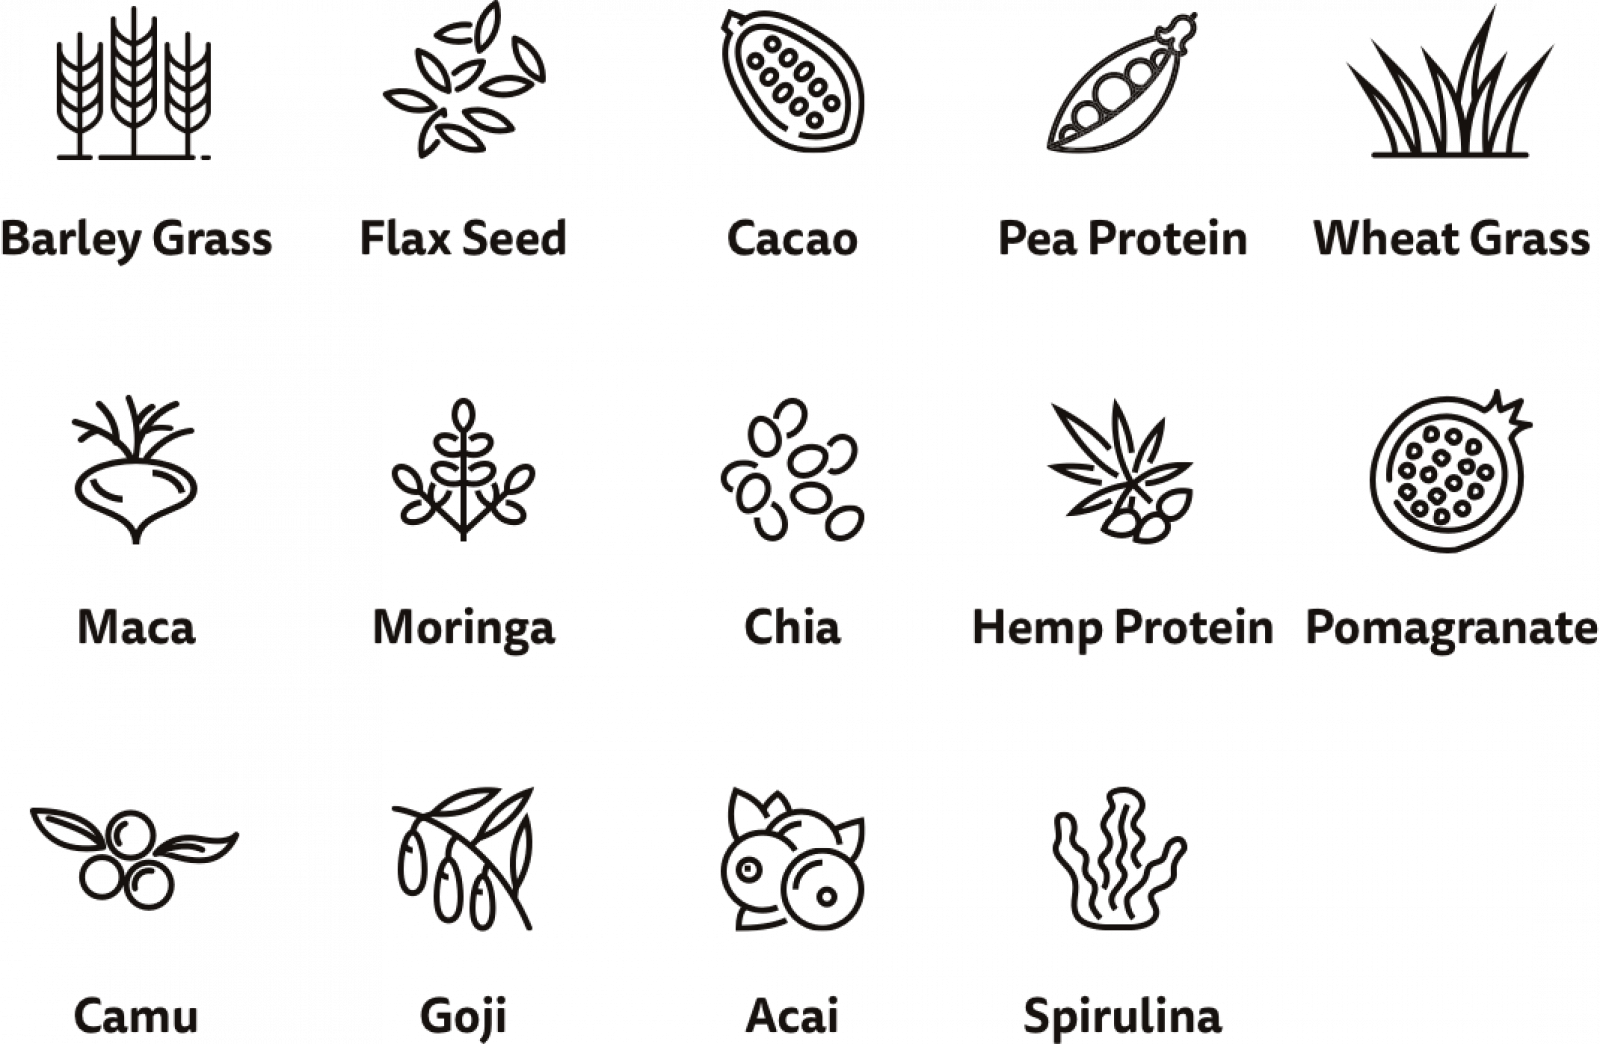 Barley Grass
Flax Seed
Cacao
Pea Protein
Wheat Grass
Maca
Moringa
Chia
Hemp Protein
Pomagranate
Camu
Goji
Acai
Spirulina